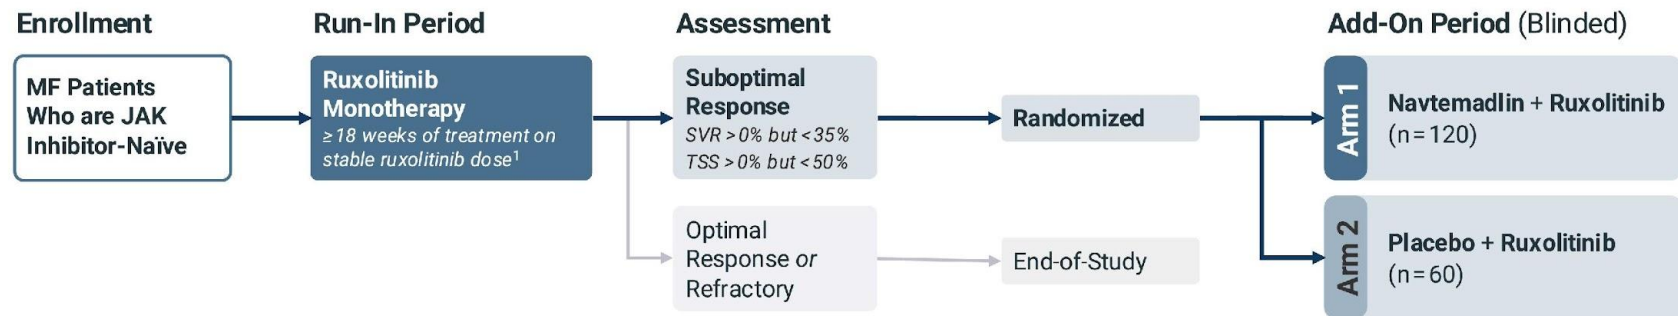 Enrollment
MF Patients
Who are JAK
Inhibitor-Naïve
Run-In Period
Ruxolitinib
Monotherapy
≥18 weeks of treatment on
stable ruxolitinib dose¹
Assessment
Suboptimal
Response
SVR >0% but <35%
TSS >0% but <50%
Optimal
Response or
Refractory
Randomized
End-of-Study
Add-On Period (Blinded)
Arm 1
Navtemadlin + Ruxolitinib
(n=120)
Arm 2
Placebo + Ruxolitinib
(n=60)